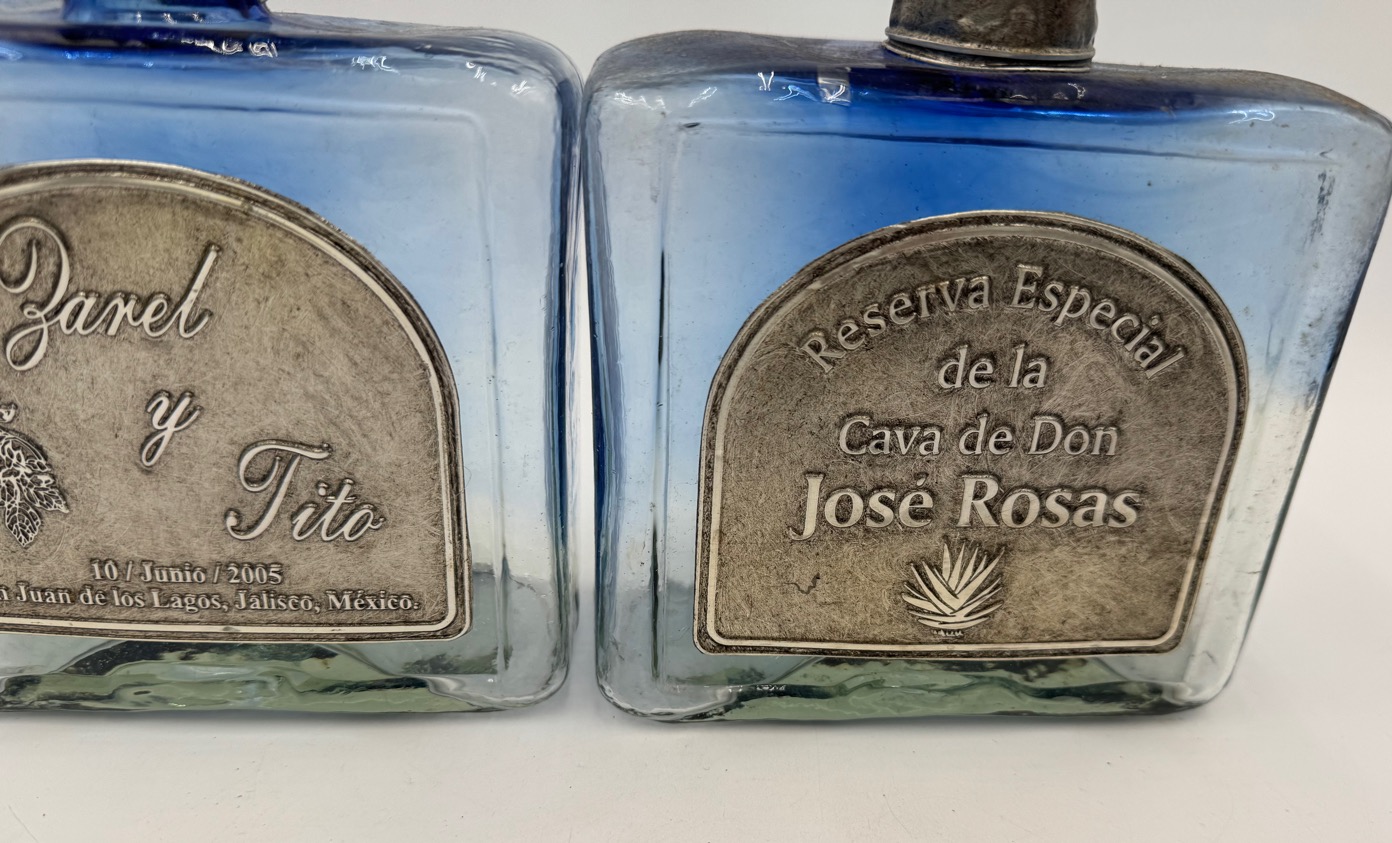 Zarel
y
Tito
10 / Junio / 2005
Juan de los Lagos, Jalisco, México.
Reserva Especial
de la
Cava de Don
José Rosas